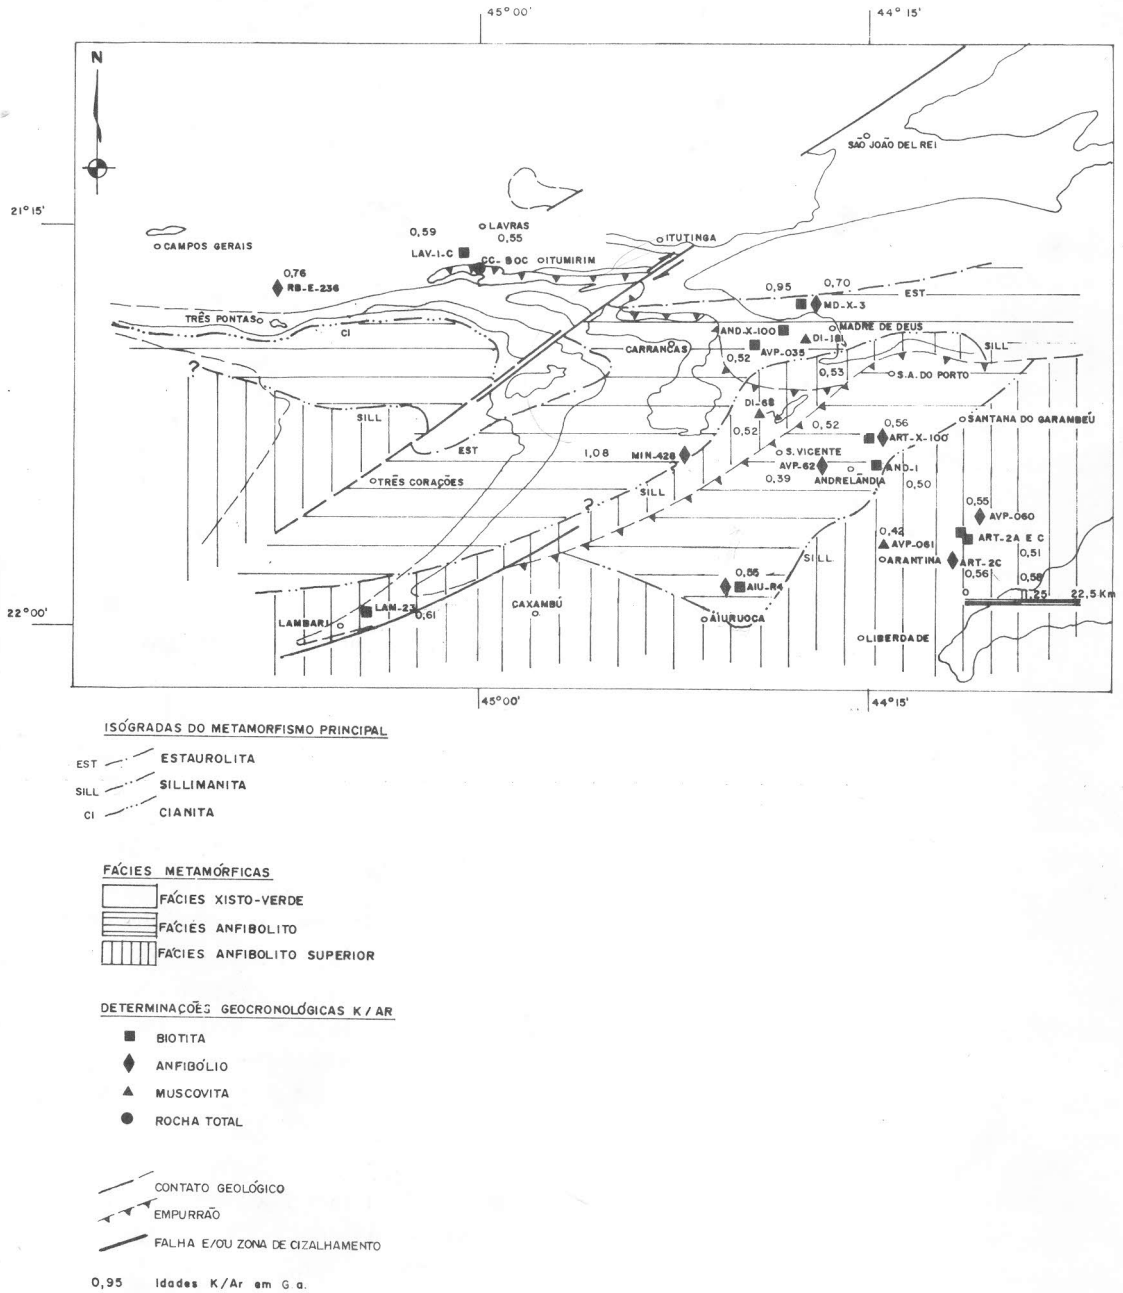 45° 00'
44° 15'
N
SÃO JOÃO DEL REI
21° 15'
0,59
LAVRAS
0,55
ITUTINGA
CAMPOS GERAIS
LAV-I-C
CC-BOC
ITUMIRIM
0,76
RB-E-236
0,95
0,70
EST
MD-X-3
TRÊS PONTAS
CI
AND-X-100
MADRE DE DEUS
DI-181
SILL
CARRANCAS
AVP-035
0,52
0,53
?
S.A. DO PORTO
DI-68
SILL
0,52
0,52
0,56
SANTANA DO GARAMBÉU
ART-X-100
EST
1,08
MIN-428
S. VICENTE
AVP-62
AND-I
TRÊS CORAÇÕES
0,39
ANDRELÂNDIA
0,50
SILL
?
0,55
AVP-060
0,42
AVP-061
ART-2A E C
0,51
SILL
ARANTINA
ART-2C
0,55
0,56
0,58
AIU-R4
0
11,25
22,5 Km
22° 00'
LAM-23
0,61
CAXAMBÚ
LAMBARI
AIURUOCA
LIBERDADE
45° 00'
44° 15'
ISÓGRADAS DO METAMORFISMO PRINCIPAL
EST ESTAUROLITA
SILL SILLIMANITA
CI CIANITA
FÁCIES METAMÓRFICAS
FÁCIES XISTO-VERDE
FÁCIES ANFIBOLITO
FÁCIES ANFIBOLITO SUPERIOR
DETERMINAÇÕES GEOCRONOLÓGICAS K/AR
BIOTITA
ANFIBÓLIO
MUSCOVITA
ROCHA TOTAL
CONTATO GEOLÓGICO
EMPURRÃO
FALHA E/OU ZONA DE CIZALHAMENTO
0,95 Idades K/Ar em G.a.